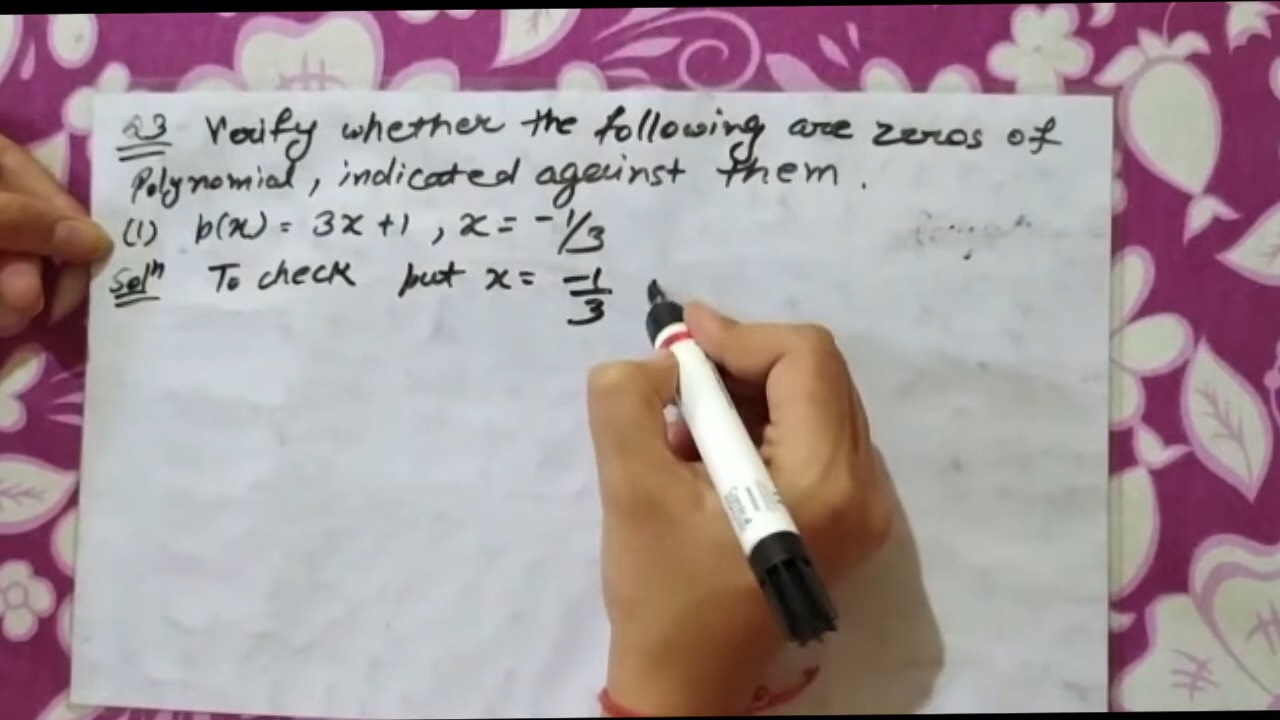 Q3 Verify whether the following are zeros of
Polynomial, indicated against them.
(1) p(x) = 3x+1, x = -1/3
Solⁿ To check put x = -1/3